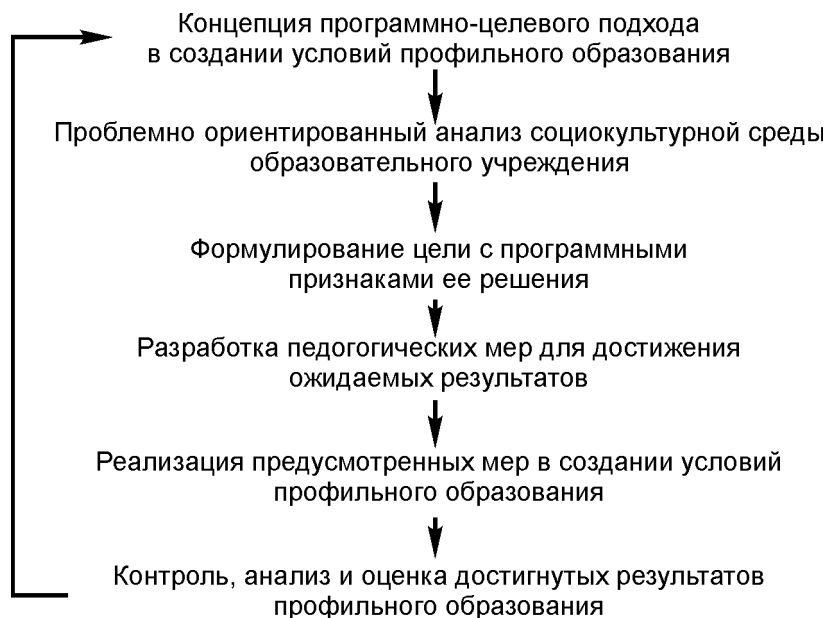 Концепция программно-целевого подхода
в создании условий профильного образования
Проблемно ориентированный анализ социокультурной среды
образовательного учреждения
Формулирование цели с программными
признаками ее решения
Разработка педогогических мер для достижения
ожидаемых результатов
Реализация предусмотренных мер в создании условий
профильного образования
Контроль, анализ и оценка достигнутых результатов
профильного образования